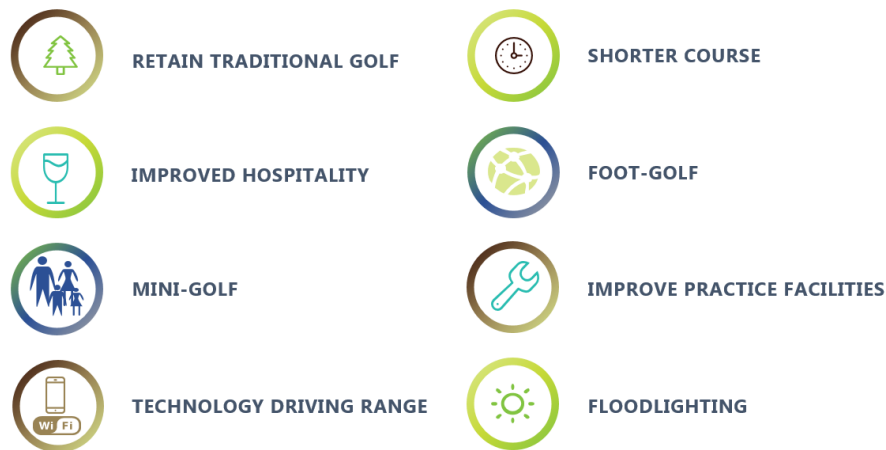 RETAIN TRADITIONAL GOLF
SHORTER COURSE
IMPROVED HOSPITALITY
FOOT-GOLF
MINI-GOLF
IMPROVE PRACTICE FACILITIES
TECHNOLOGY DRIVING RANGE
FLOODLIGHTING
Wi Fi